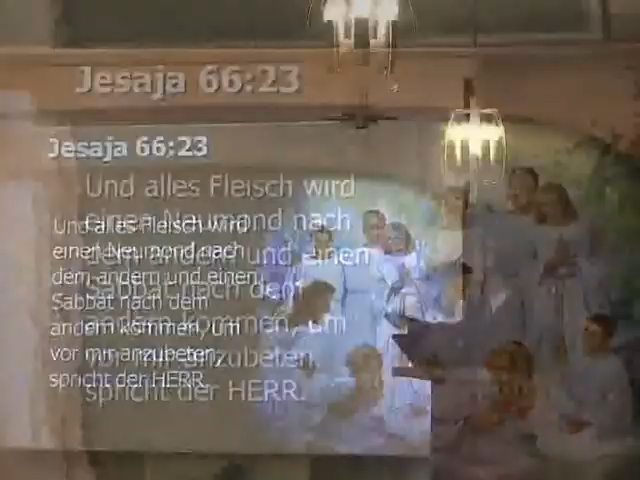 Jesaja 66:23
Jesaja 66:23
Und alles Fleisch wird
einen Neumond nach
dem andern und einen
Sabbat nach dem
andern kommen, um
vor mir anzubeten,
spricht der HERR.
Und alles Fleisch wird
einen Neumond nach
dem andern und einen
Sabbat nach dem
andern kommen, um
vor mir anzubeten,
spricht der HERR.